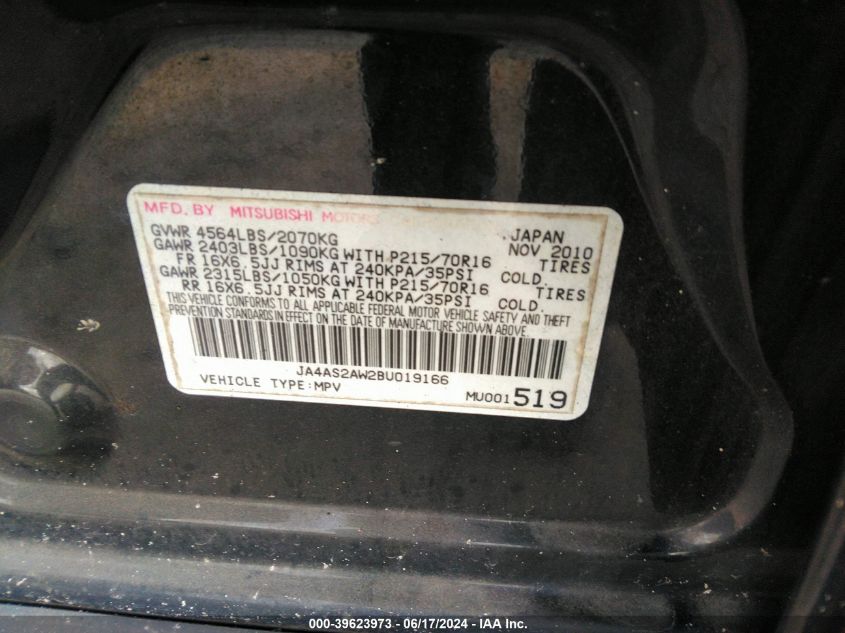 MFD. BY MITSUBISHI MOTORS
JAPAN
GVWR 4564LBS/2070KG NOV 2010
GAWR 2403LBS/1090KG WITH P215/70R16 TIRES
FR 16X6.5JJ RIMS AT 240KPA/35PSI COLD.
GAWR 2315LBS/1050KG WITH P215/70R16 TIRES
RR 16X6.5JJ RIMS AT 240KPA/35PSI COLD.
THIS VEHICLE CONFORMS TO ALL APPLICABLE FEDERAL MOTOR VEHICLE SAFETY AND THEFT
PREVENTION STANDARDS IN EFFECT ON THE DATE OF MANUFACTURE SHOWN ABOVE.
JA4AS2AW2BU019166
VEHICLE TYPE:MPV
MU001519
000-39623973 - 06/17/2024 - IAA Inc.